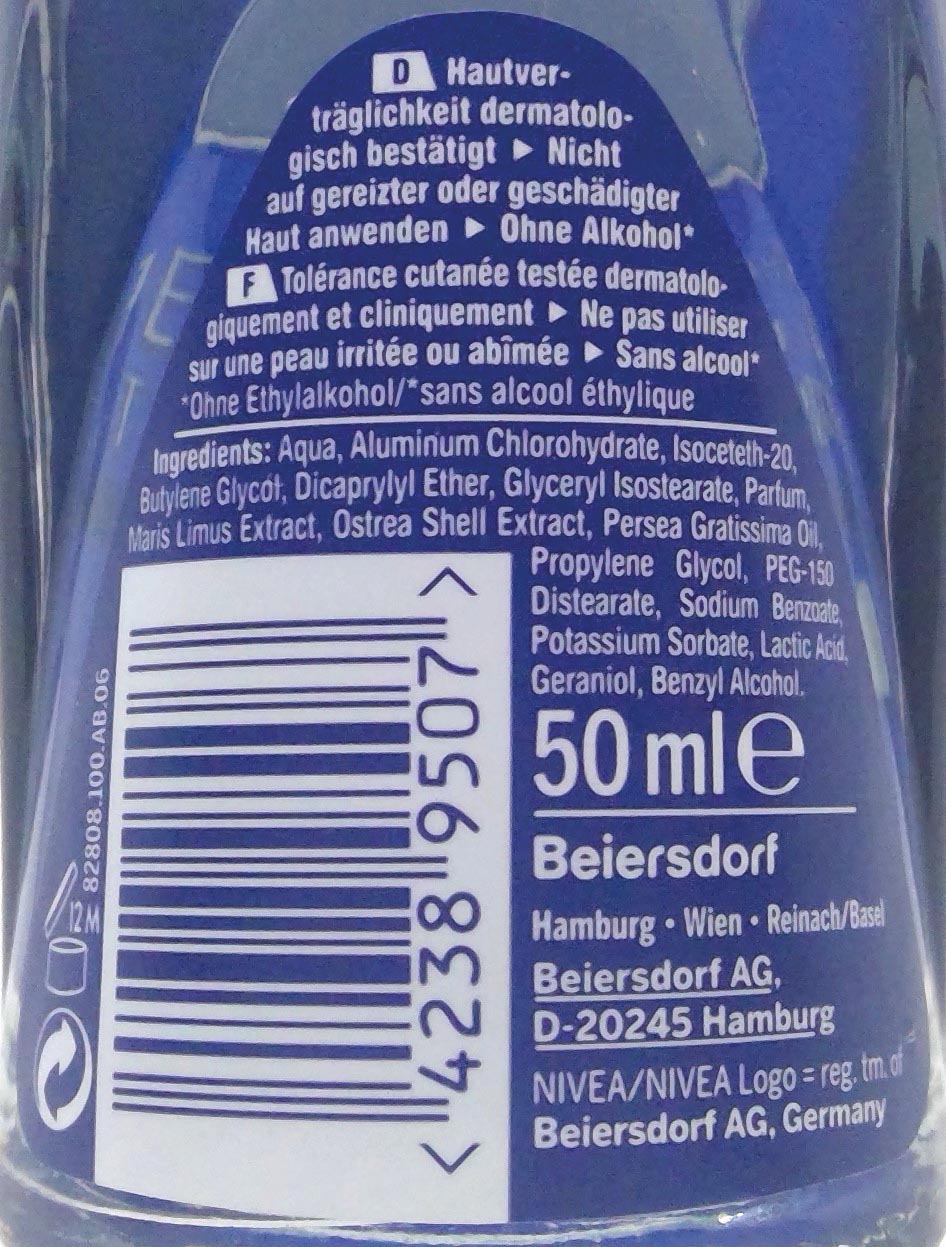 D Hautver-
träglichkeit dermatolo-
gisch bestätigt ▶ Nicht
auf gereizter oder geschädigter
Haut anwenden ▶ Ohne Alkohol*
F Tolérance cutanée testée dermatolo-
giquement et cliniquement ▶ Ne pas utiliser
sur une peau irritée ou abîmée ▶ Sans alcool*
*Ohne Ethylalkohol/*sans alcool éthylique
Ingredients: Aqua, Aluminum Chlorohydrate, Isoceteth-20,
Butylene Glycol, Dicaprylyl Ether, Glyceryl Isostearate, Parfum,
Maris Limus Extract, Ostrea Shell Extract, Persea Gratissima Oil,
Propylene Glycol, PEG-150
Distearate, Sodium Benzoate,
Potassium Sorbate, Lactic Acid,
Geraniol, Benzyl Alcohol.
50 ml e
Beiersdorf
Hamburg • Wien • Reinach/Basel
Beiersdorf AG,
D-20245 Hamburg
NIVEA/NIVEA Logo = reg. tm. of
Beiersdorf AG, Germany
< 4238 9507 >
82808.100.AB.06
12 M